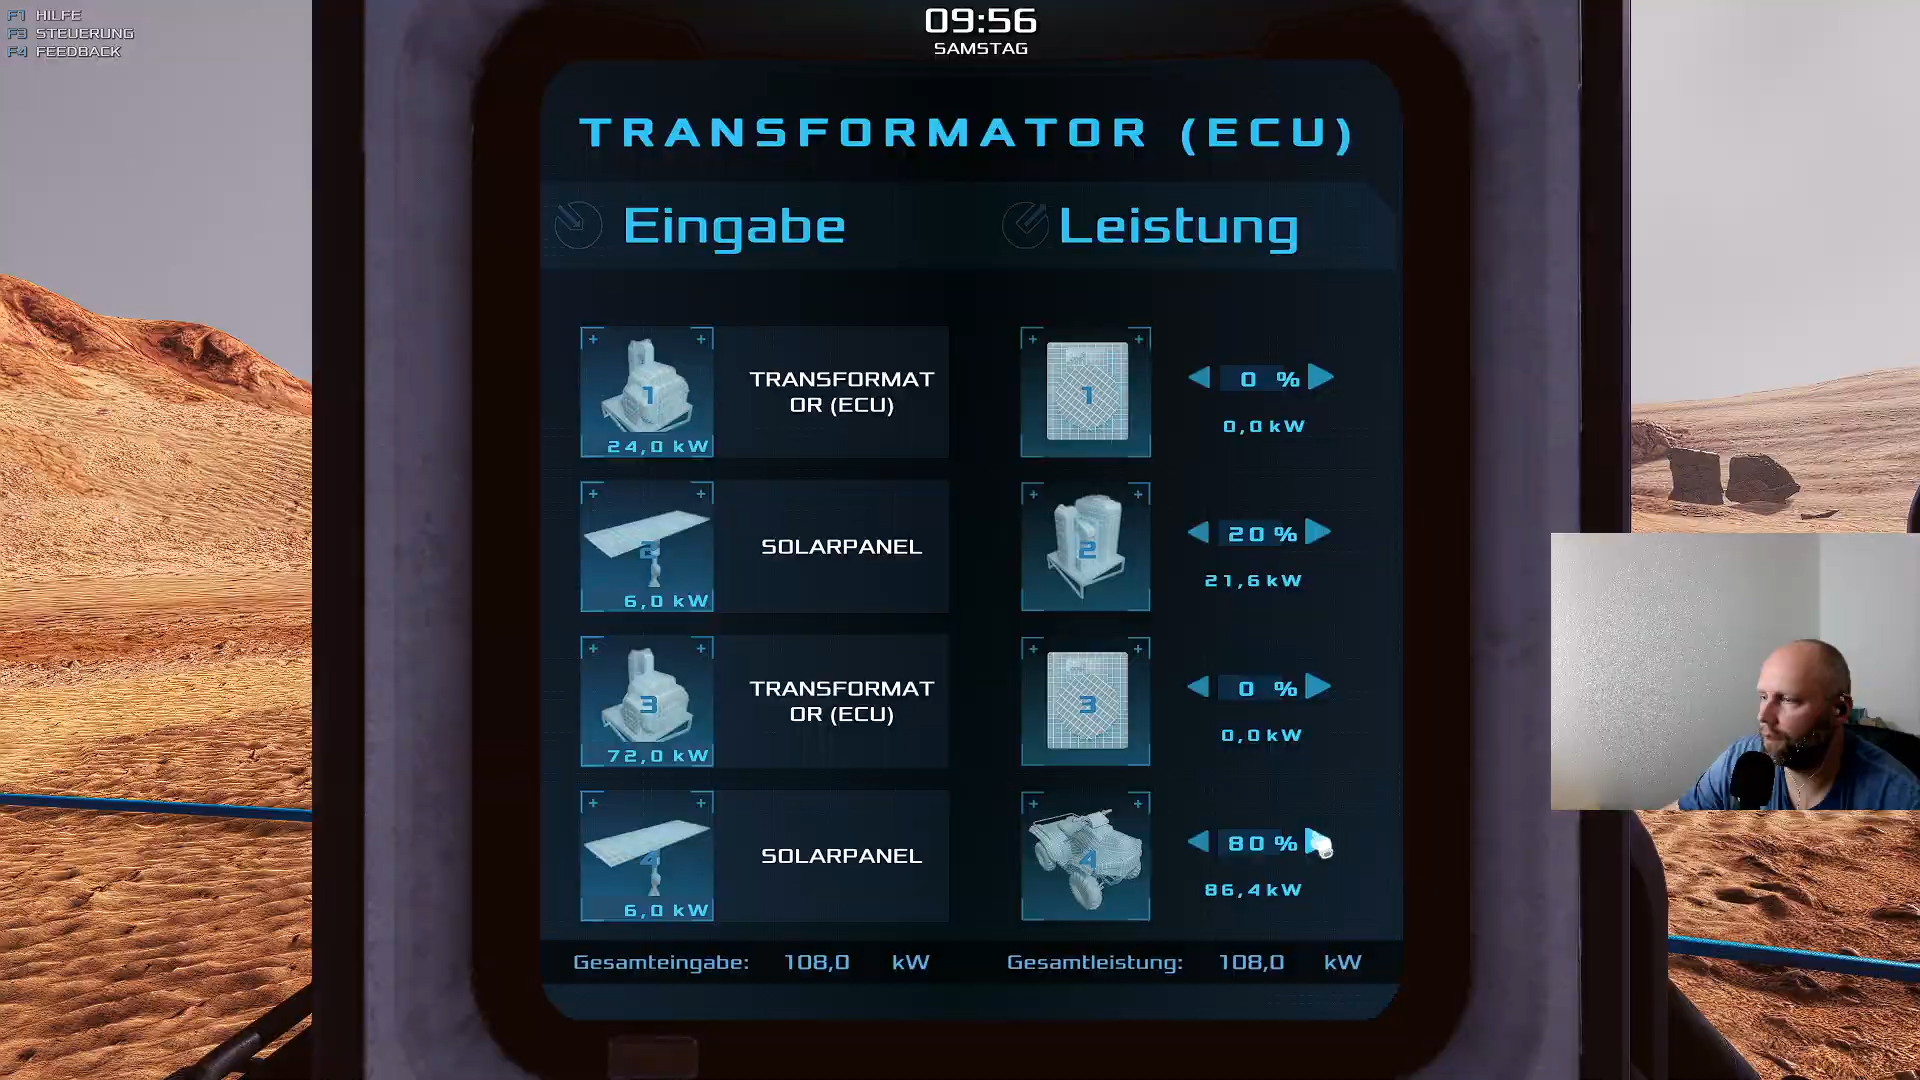 F1 HILFE
F3 STEUERUNG
F4 FEEDBACK
09:56
SAMSTAG
TRANSFORMATOR (ECU)
Eingabe
Leistung
1
24,0 kW
TRANSFORMAT
OR (ECU)
1
0 %
0,0 kW
2
6,0 kW
SOLARPANEL
2
20 %
21,6 kW
3
72,0 kW
TRANSFORMAT
OR (ECU)
3
0 %
0,0 kW
4
6,0 kW
SOLARPANEL
4
80 %
86,4 kW
Gesamteingabe: 108,0 kW
Gesamtleistung: 108,0 kW